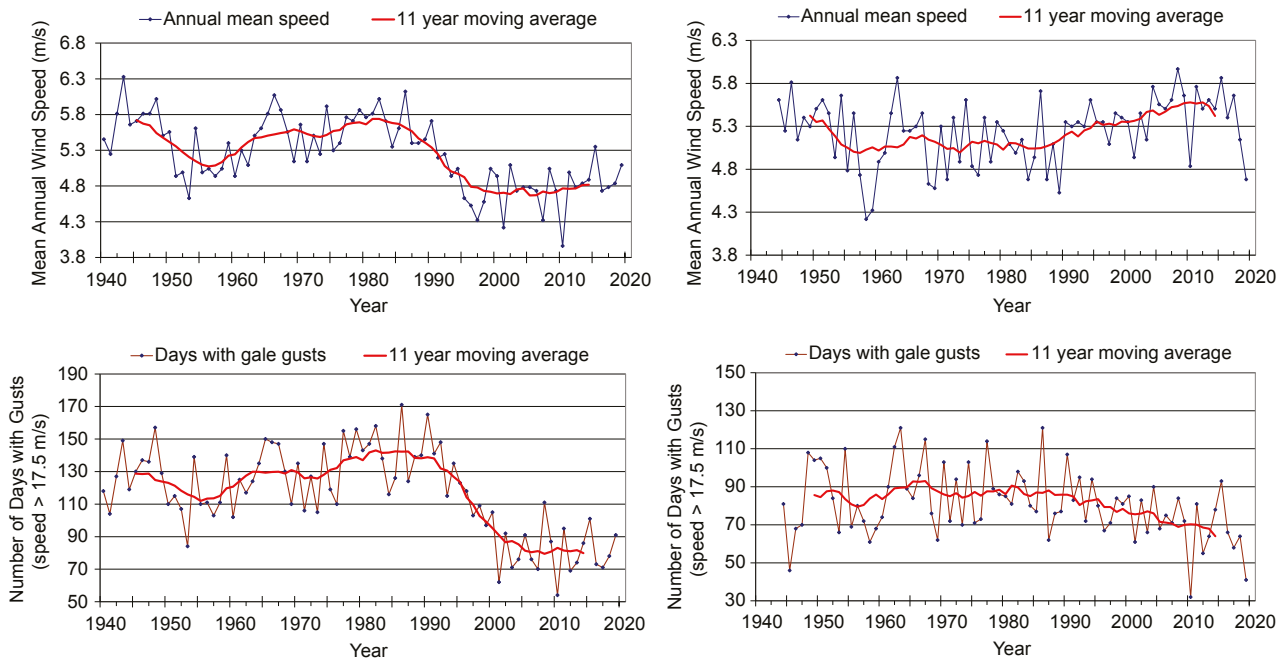 Annual mean speed 11 year moving average
Mean Annual Wind Speed (m/s)
6.8
6.3
5.8
5.3
4.8
4.3
3.8
1940 1950 1960 1970 1980 1990 2000 2010 2020
Year
Annual mean speed 11 year moving average
Mean Annual Wind Speed (m/s)
6.3
5.8
5.3
4.8
4.3
3.8
1940 1950 1960 1970 1980 1990 2000 2010 2020
Year
Days with gale gusts 11 year moving average
Number of Days with Gusts
(speed > 17.5 m/s)
190
170
150
130
110
90
70
50
1940 1950 1960 1970 1980 1990 2000 2010 2020
Year
Days with gale gusts 11 year moving average
Number of Days with Gusts
(speed > 17.5 m/s)
150
130
110
90
70
50
30
1940 1950 1960 1970 1980 1990 2000 2010 2020
Year